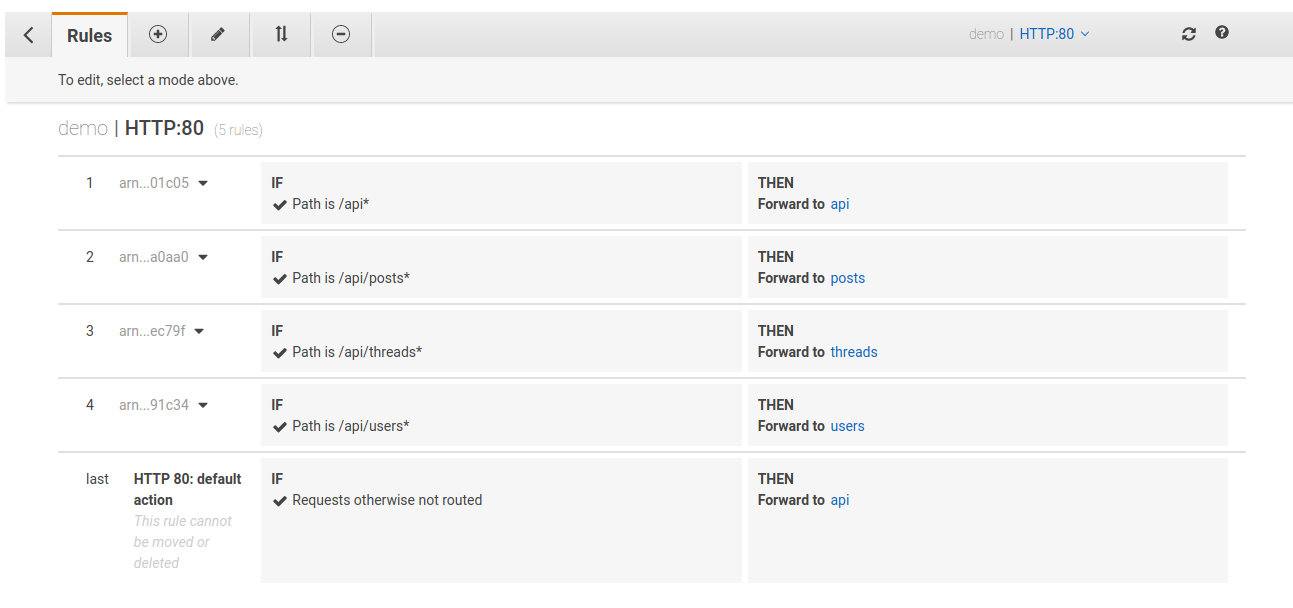 Rules
demo | HTTP:80
To edit, select a mode above.
demo | HTTP:80 (5 rules)
1 arn...01c05 IF THEN
Path is /api* Forward to api
2 arn...a0aa0 IF THEN
Path is /api/posts* Forward to posts
3 arn...ec79f IF THEN
Path is /api/threads* Forward to threads
4 arn...91c34 IF THEN
Path is /api/users* Forward to users
last HTTP 80: default IF THEN
action Requests otherwise not routed Forward to api
This rule cannot
be moved or
deleted